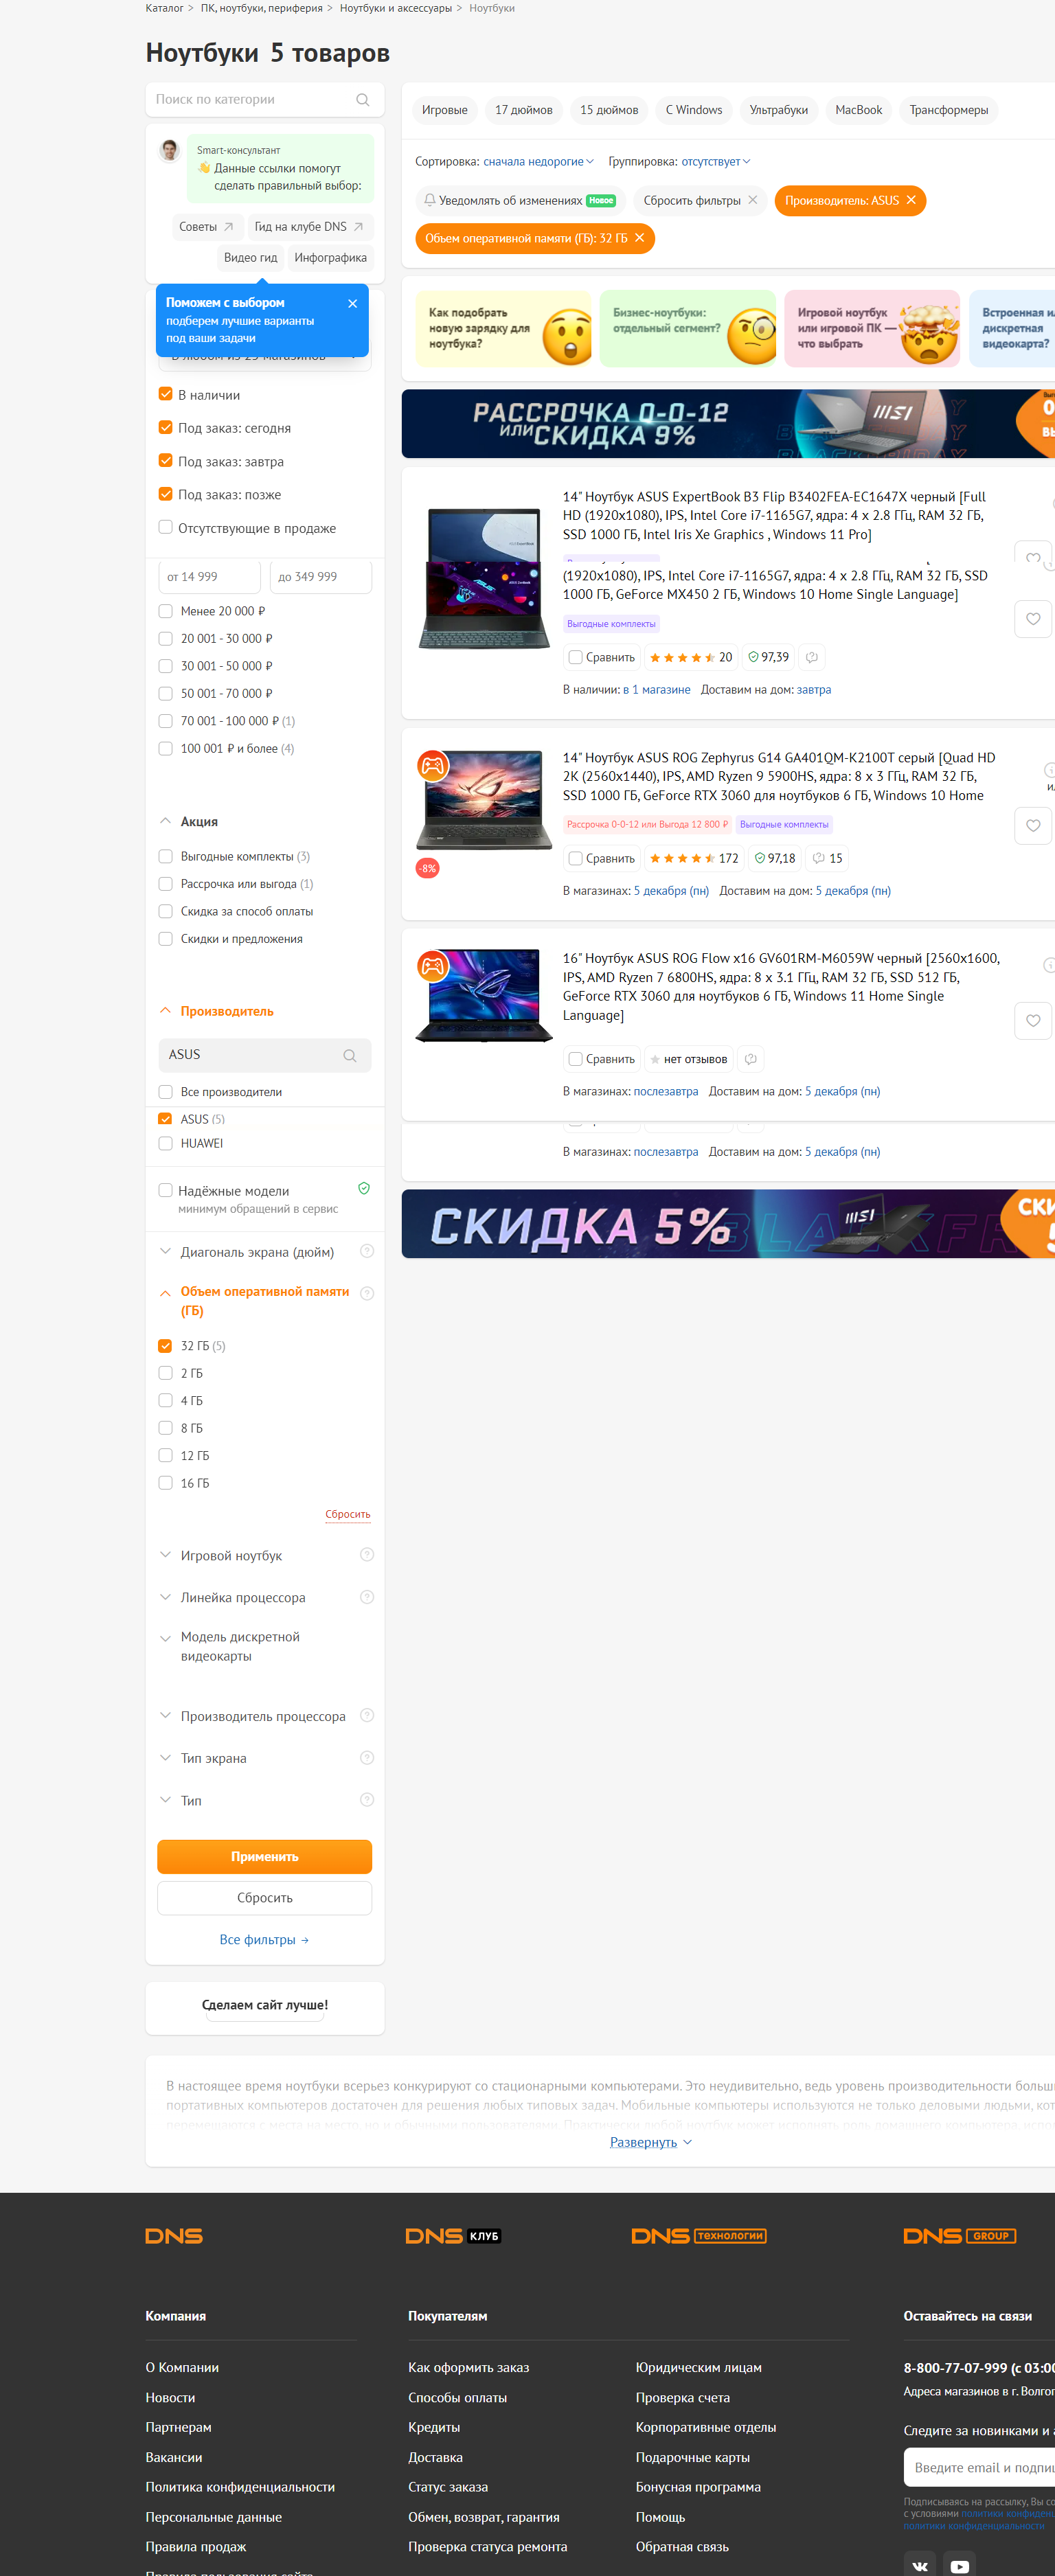 Каталог > ПК, ноутбуки, периферия > Ноутбуки и аксессуары > Ноутбуки
Ноутбуки 5 товаров
Поиск по категории
Smart-консультант
👋 Данные ссылки помогут
сделать правильный выбор:
Советы
Гид на клубе DNS
Видео гид
Инфографика
Поможем с выбором
подберем лучшие варианты
под ваши задачи
В наличии
Под заказ: сегодня
Под заказ: завтра
Под заказ: позже
Отсутствующие в продаже
от 14 999
до 349 999
Менее 20 000 ₽
20 001 - 30 000 ₽
30 001 - 50 000 ₽
50 001 - 70 000 ₽
70 001 - 100 000 ₽ (1)
100 001 ₽ и более (4)
Акция
Выгодные комплекты (3)
Рассрочка или выгода (1)
Скидка за способ оплаты
Скидки и предложения
Производитель
ASUS
Все производители
ASUS (5)
HUAWEI
Надёжные модели
минимум обращений в сервис
Диагональ экрана (дюйм)
Объем оперативной памяти
(ГБ)
32 ГБ (5)
2 ГБ
4 ГБ
8 ГБ
12 ГБ
16 ГБ
Сбросить
Игровой ноутбук
Линейка процессора
Модель дискретной
видеокарты
Производитель процессора
Тип экрана
Тип
Применить
Сбросить
Все фильтры →
Сделаем сайт лучше!
Игровые
17 дюймов
15 дюймов
С Windows
Ультрабуки
MacBook
Трансформеры
Сортировка: сначала недорогие
Группировка: отсутствует
Уведомлять об изменениях Новое
Сбросить фильтры
Производитель: ASUS
Объем оперативной памяти (ГБ): 32 ГБ
Как подобрать
новую зарядку для
ноутбука?
Бизнес-ноутбуки:
отдельный сегмент?
Игровой ноутбук
или игровой ПК —
что выбрать
Встроенная и
дискретная
видеокарта?
РАССРОЧКА 0-0-12
ИЛИ СКИДКА 9%
msi
14" Ноутбук ASUS ExpertBook B3 Flip B3402FEA-EC1647X черный [Full
HD (1920x1080), IPS, Intel Core i7-1165G7, ядра: 4 х 2.8 ГГц, RAM 32 ГБ,
SSD 1000 ГБ, Intel Iris Xe Graphics , Windows 11 Pro]
(1920x1080), IPS, Intel Core i7-1165G7, ядра: 4 х 2.8 ГГц, RAM 32 ГБ, SSD
1000 ГБ, GeForce MX450 2 ГБ, Windows 10 Home Single Language]
Выгодные комплекты
Сравнить
20
97,39
В наличии: в 1 магазине Доставим на дом: завтра
14" Ноутбук ASUS ROG Zephyrus G14 GA401QM-K2100T серый [Quad HD
2K (2560x1440), IPS, AMD Ryzen 9 5900HS, ядра: 8 х 3 ГГц, RAM 32 ГБ,
SSD 1000 ГБ, GeForce RTX 3060 для ноутбуков 6 ГБ, Windows 10 Home
Рассрочка 0-0-12 или Выгода 12 800 ₽
Выгодные комплекты
-8%
Сравнить
172
97,18
15
В магазинах: 5 декабря (пн) Доставим на дом: 5 декабря (пн)
16" Ноутбук ASUS ROG Flow x16 GV601RM-M6059W черный [2560x1600,
IPS, AMD Ryzen 7 6800HS, ядра: 8 х 3.1 ГГц, RAM 32 ГБ, SSD 512 ГБ,
GeForce RTX 3060 для ноутбуков 6 ГБ, Windows 11 Home Single
Language]
Сравнить
нет отзывов
В магазинах: послезавтра Доставим на дом: 5 декабря (пн)
В магазинах: послезавтра Доставим на дом: 5 декабря (пн)
СКИДКА 5%
msi
В настоящее время ноутбуки всерьез конкурируют со стационарными компьютерами. Это неудивительно, ведь уровень производительности
портативных компьютеров достаточен для решения любых типовых задач. Мобильные компьютеры используются не только деловыми людьми,
Развернуть
DNS
DNS КЛУБ
DNS ТЕХНОЛОГИИ
DNS GROUP
Компания
О Компании
Новости
Партнерам
Вакансии
Политика конфиденциальности
Персональные данные
Правила продаж
Покупателям
Как оформить заказ
Способы оплаты
Кредиты
Доставка
Статус заказа
Обмен, возврат, гарантия
Проверка статуса ремонта
Юридическим лицам
Проверка счета
Корпоративные отделы
Подарочные карты
Бонусная программа
Помощь
Обратная связь
Оставайтесь на связи
8-800-77-07-999 (с 03:00
Адреса магазинов в г.
Следите за новинками и
Введите email и
Подписываясь на рассылку, Вы
с условиями политики
политики конфиденциальности